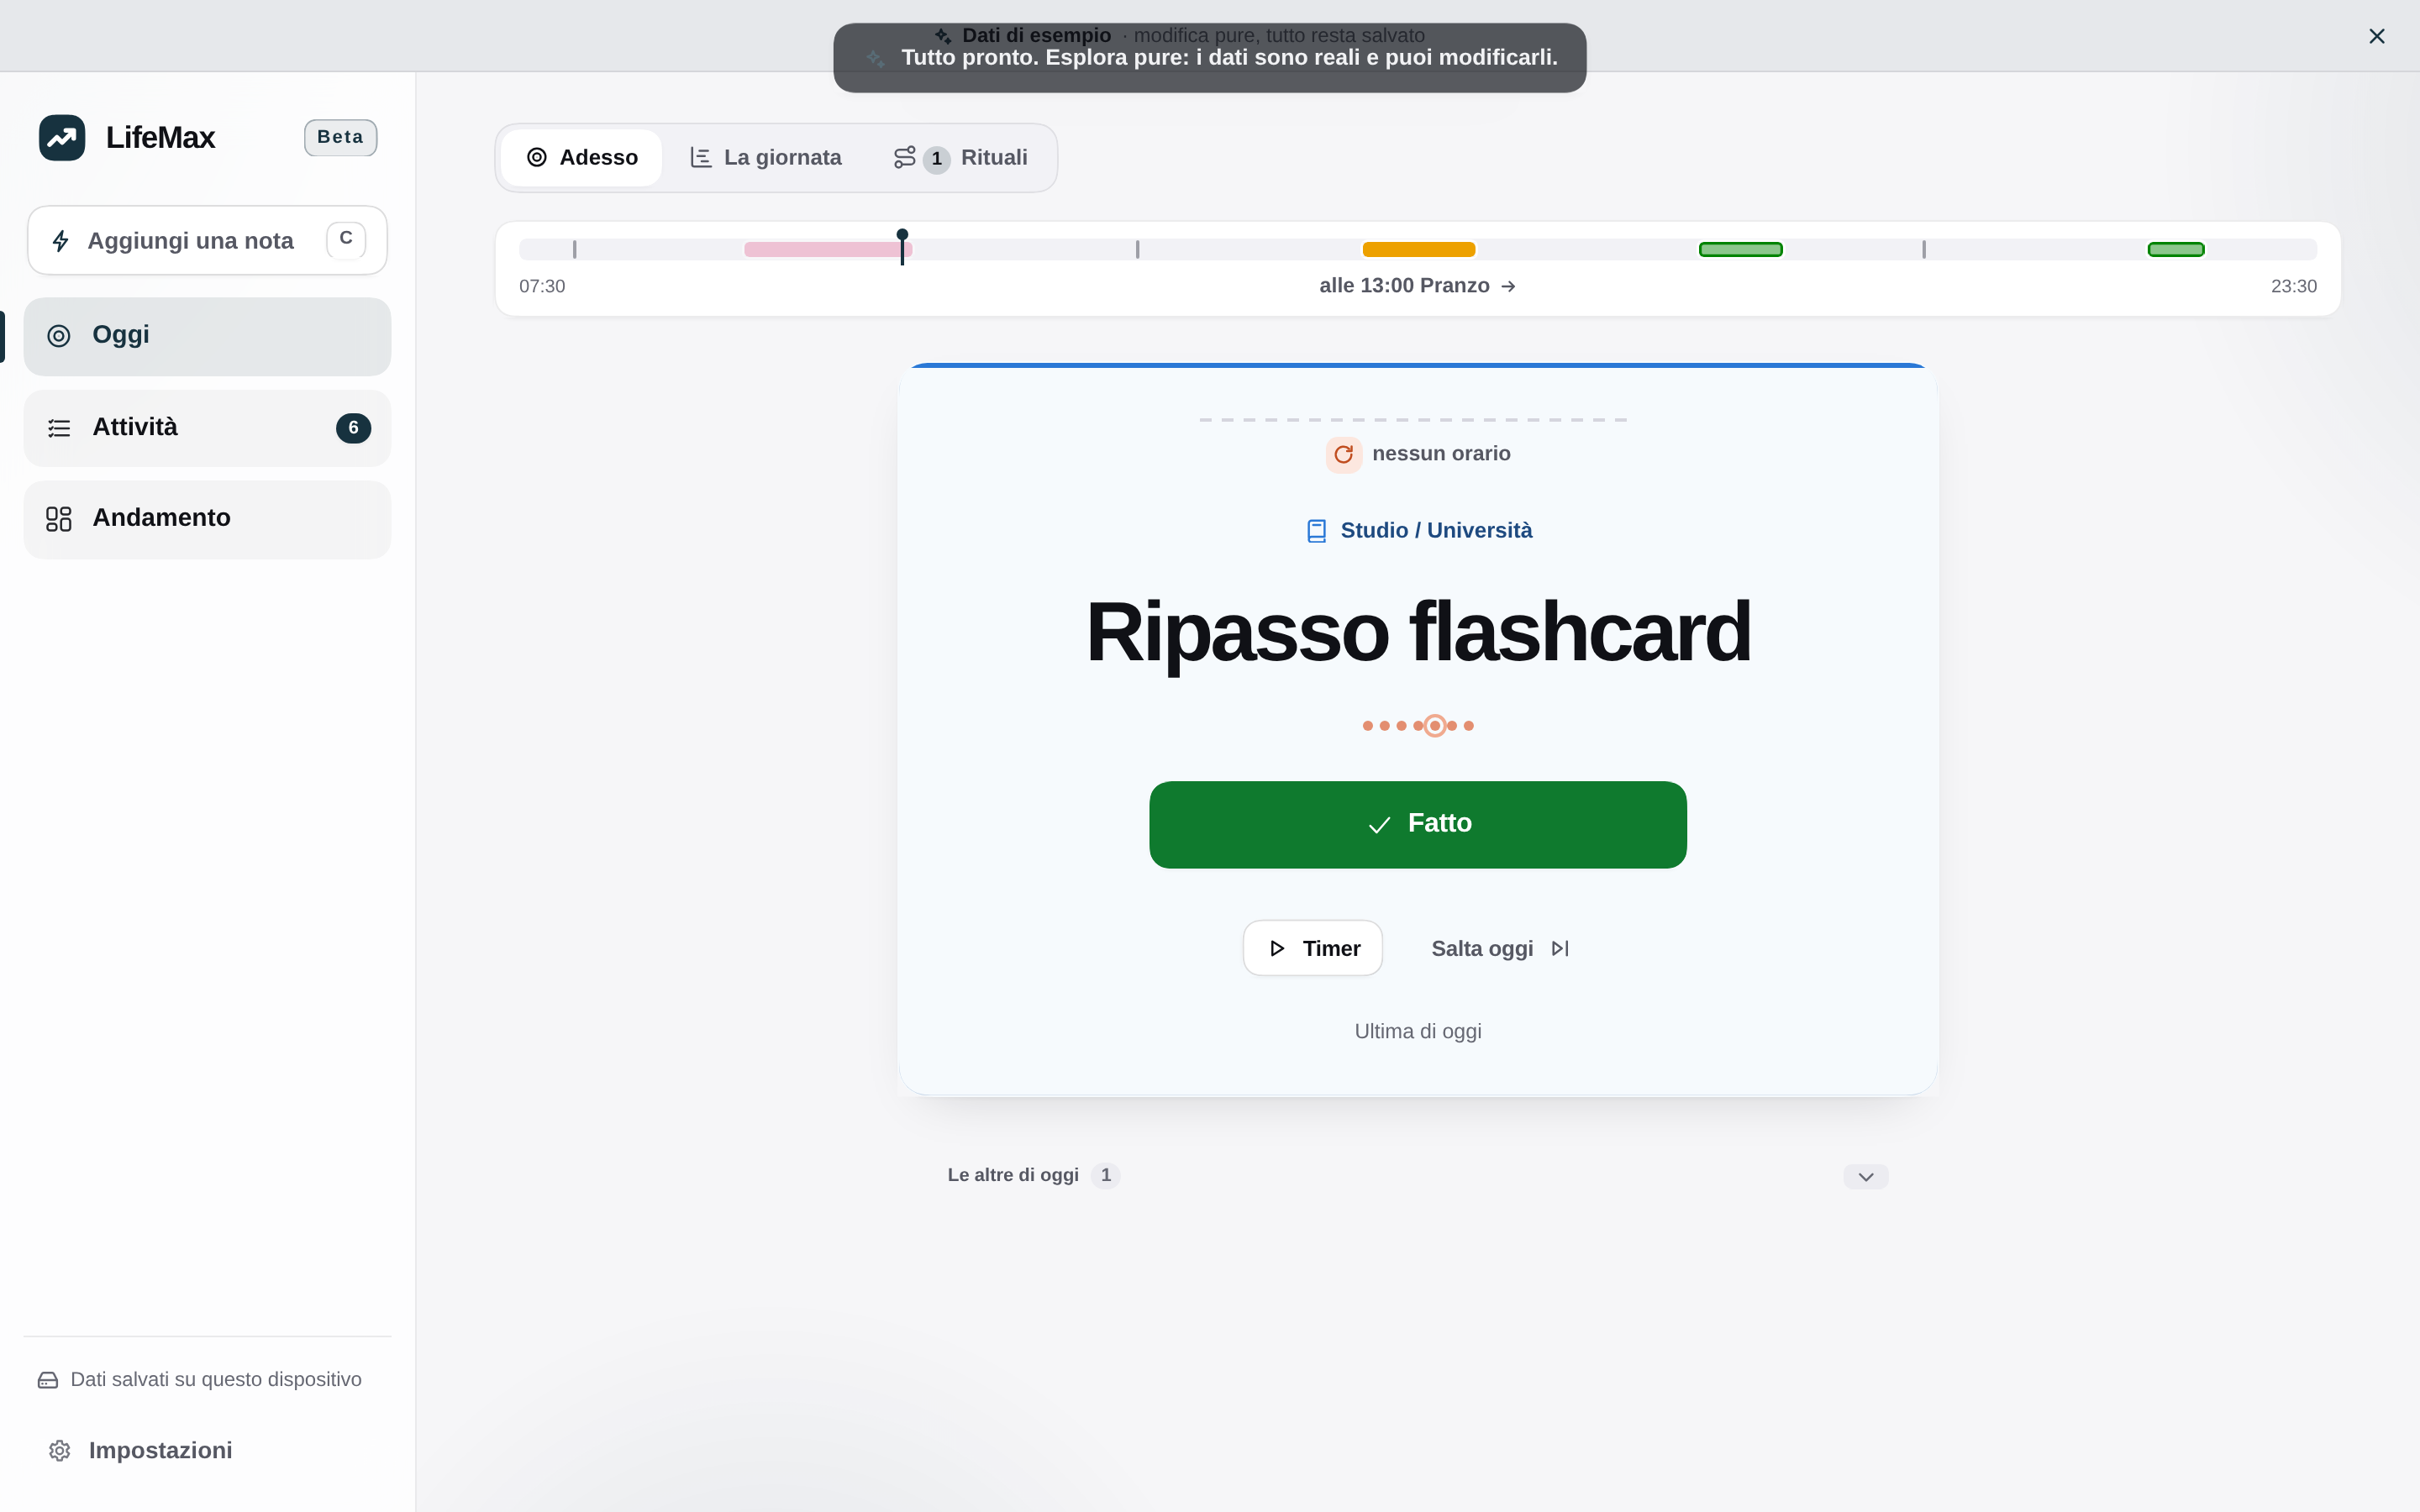 Dati di esempio · modifica pure, tutto resta salvato
Tutto pronto. Esplora pure: i dati sono reali e puoi modificarli.
LifeMax
Beta
Aggiungi una nota C
Oggi
Attività 6
Andamento
Dati salvati su questo dispositivo
Impostazioni
Adesso La giornata 1 Rituali
07:30 alle 13:00 Pranzo 23:30
nessun orario
Studio / Università
Ripasso flashcard
Fatto
Timer Salta oggi
Ultima di oggi
Le altre di oggi 1